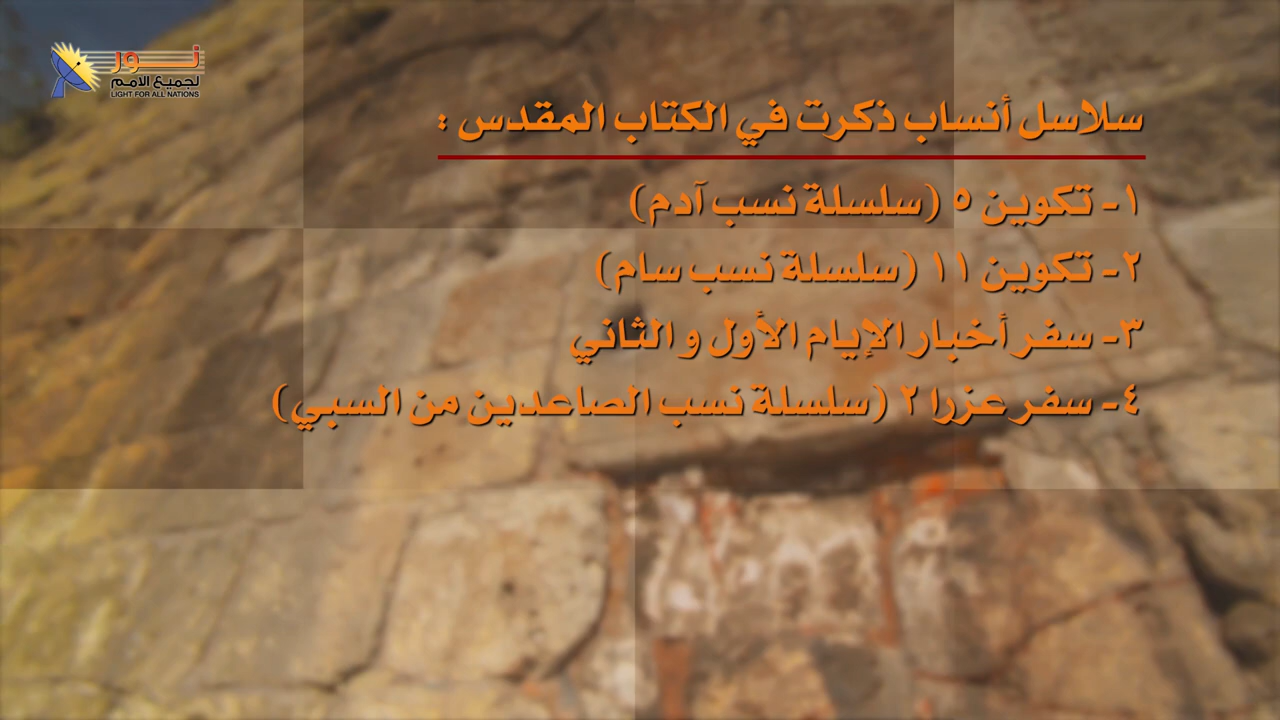 نور
لجميع الامم
LIGHT FOR ALL NATIONS
سلاسل أنساب ذكرت في الكتاب المقدس :
١- تكوين ٥ (سلسلة نسب آدم)
٢- تكوين ١١ (سلسلة نسب سام)
٣- سفر أخبار الإيام الأول و الثاني
٤- سفر عزرا ٢ (سلسلة نسب الصاعدين من السبي)